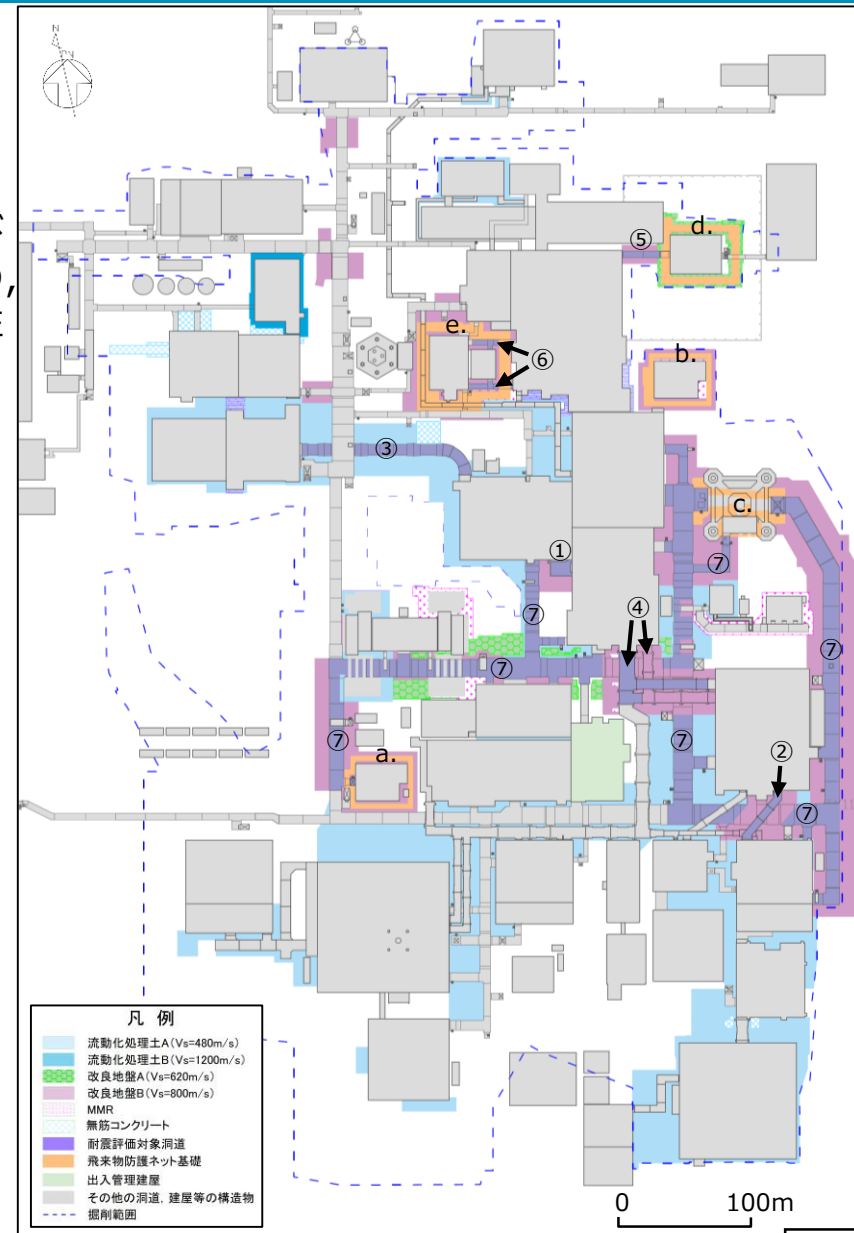 N
d.
⑤
e.
⑥
b.
③
c.
①
⑦
⑦
④
⑦
⑦
⑦
⑦
a.
②
⑦
凡 例
流動化処理土A(Vs=480m/s)
流動化処理土B(Vs=1200m/s)
改良地盤A(Vs=620m/s)
改良地盤B(Vs=800m/s)
MMR
無筋コンクリート
耐震評価対象洞道
飛来物防護ネット基礎
出入管理建屋
その他の洞道，建屋等の構造物
掘削範囲
0 100m